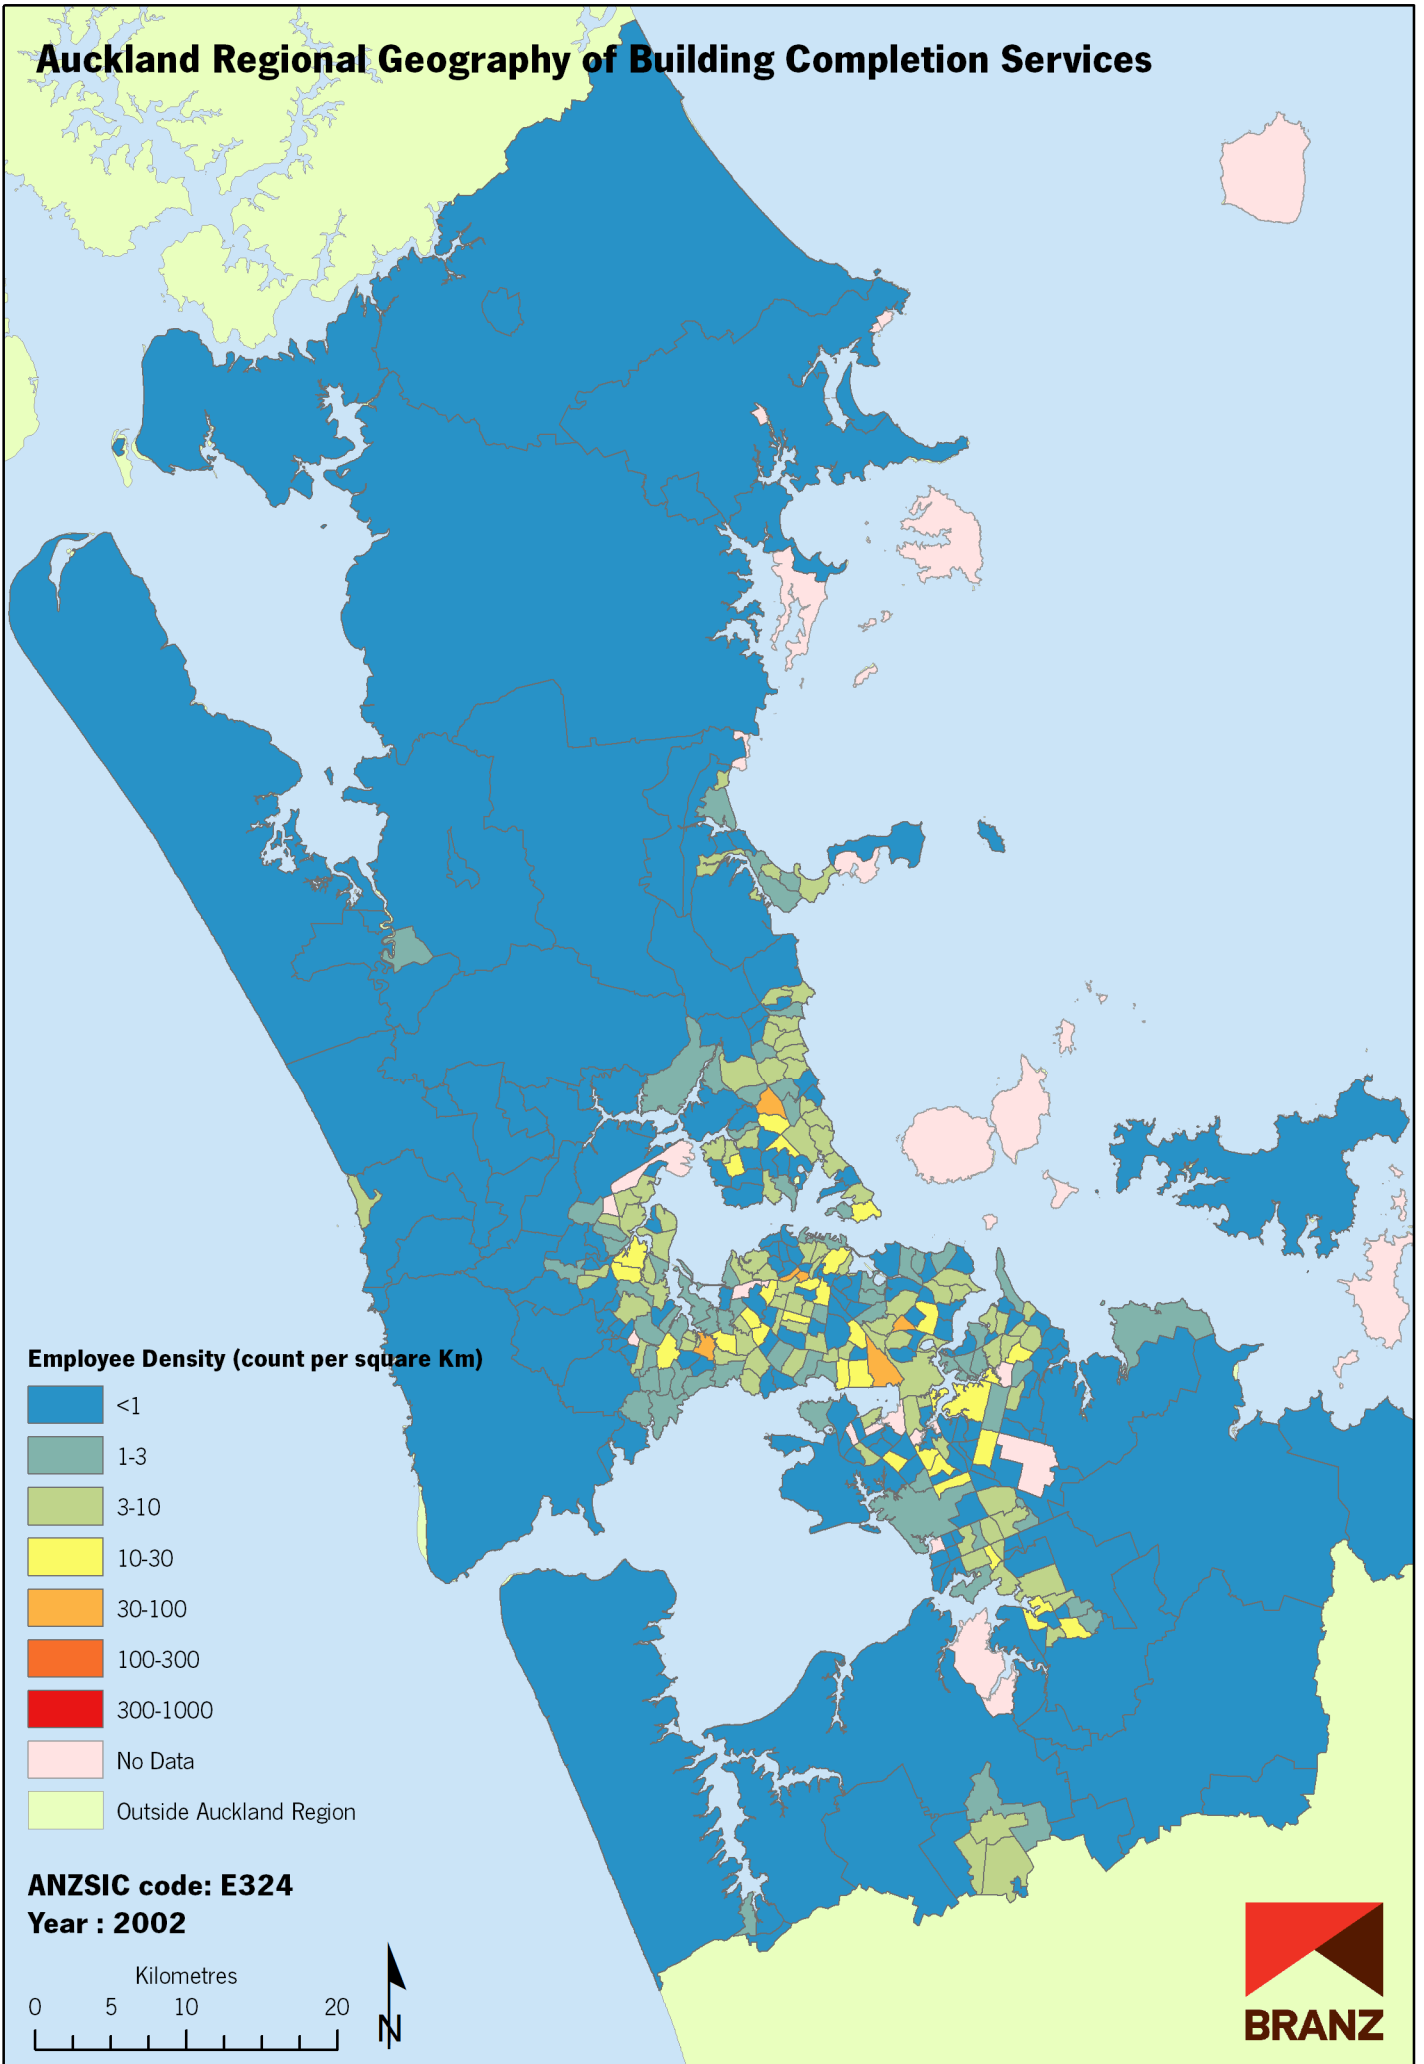 Auckland Regional Geography of Building Completion Services
Employee Density (count per square Km)
<1
1-3
3-10
10-30
30-100
100-300
300-1000
No Data
Outside Auckland Region
ANZSIC code: E324
Year : 2002
Kilometres
0 5 10 20
N
BRANZ